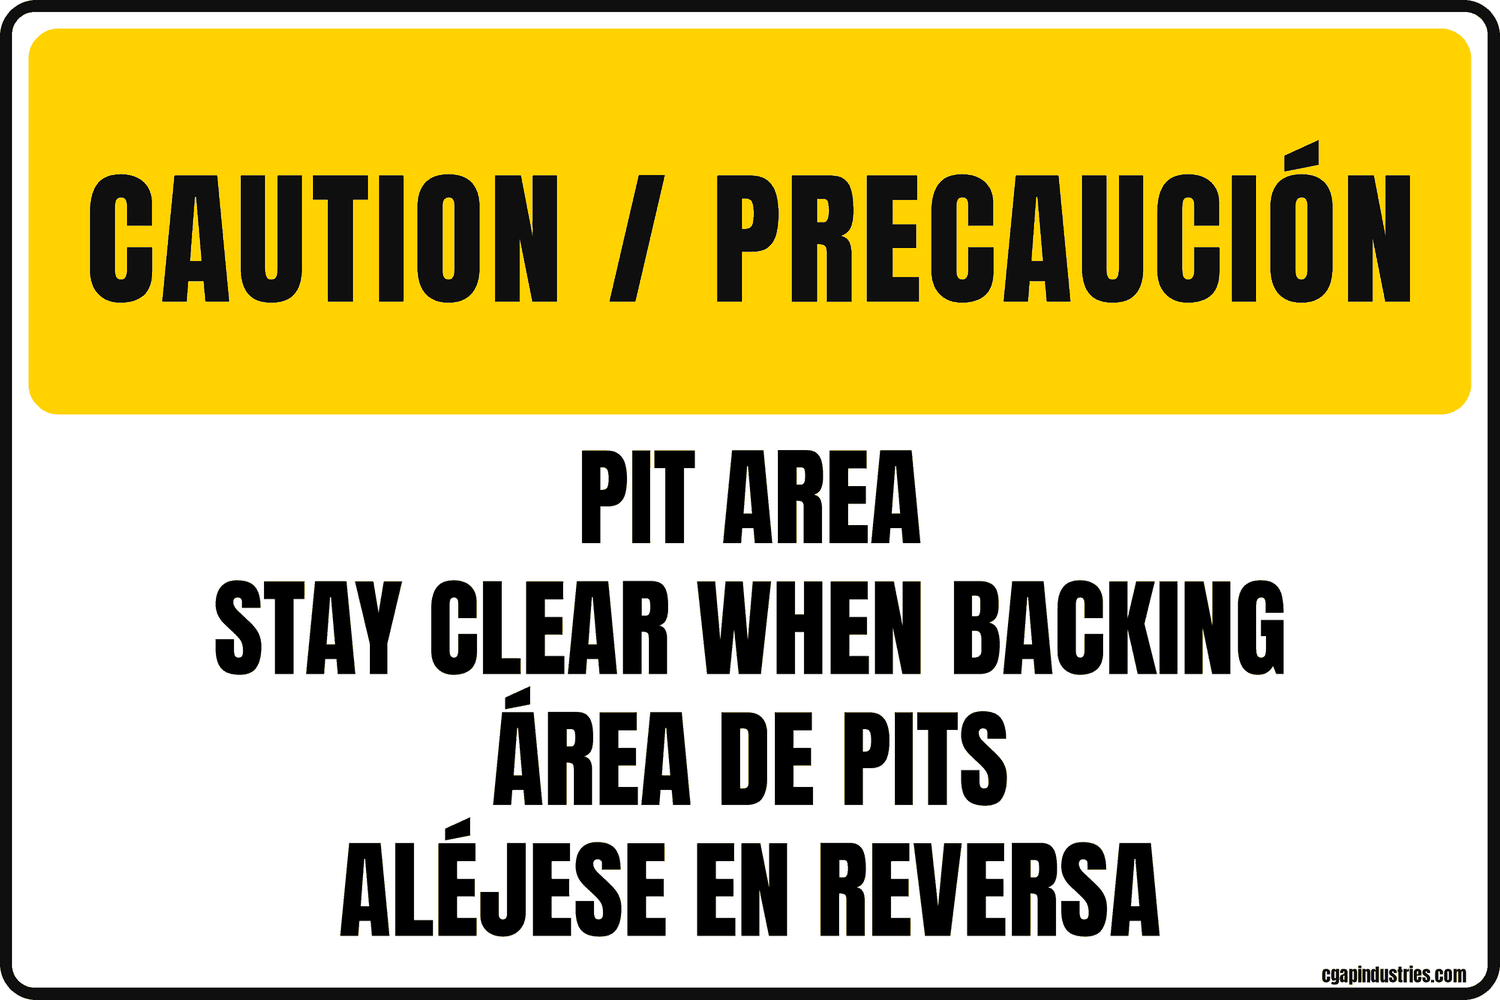 CAUTION / PRECAUCIÓN
PIT AREA
STAY CLEAR WHEN BACKING
ÁREA DE PITS
ALÉJESE EN REVERSA
cgapindustries.com